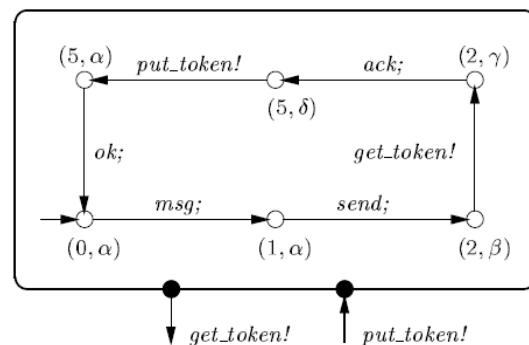 (5, α) put_token! ack; (2, γ)
(5, δ)
ok; get_token!
msg; send;
(0, α) (1, α) (2, β)
get_token! put_token!